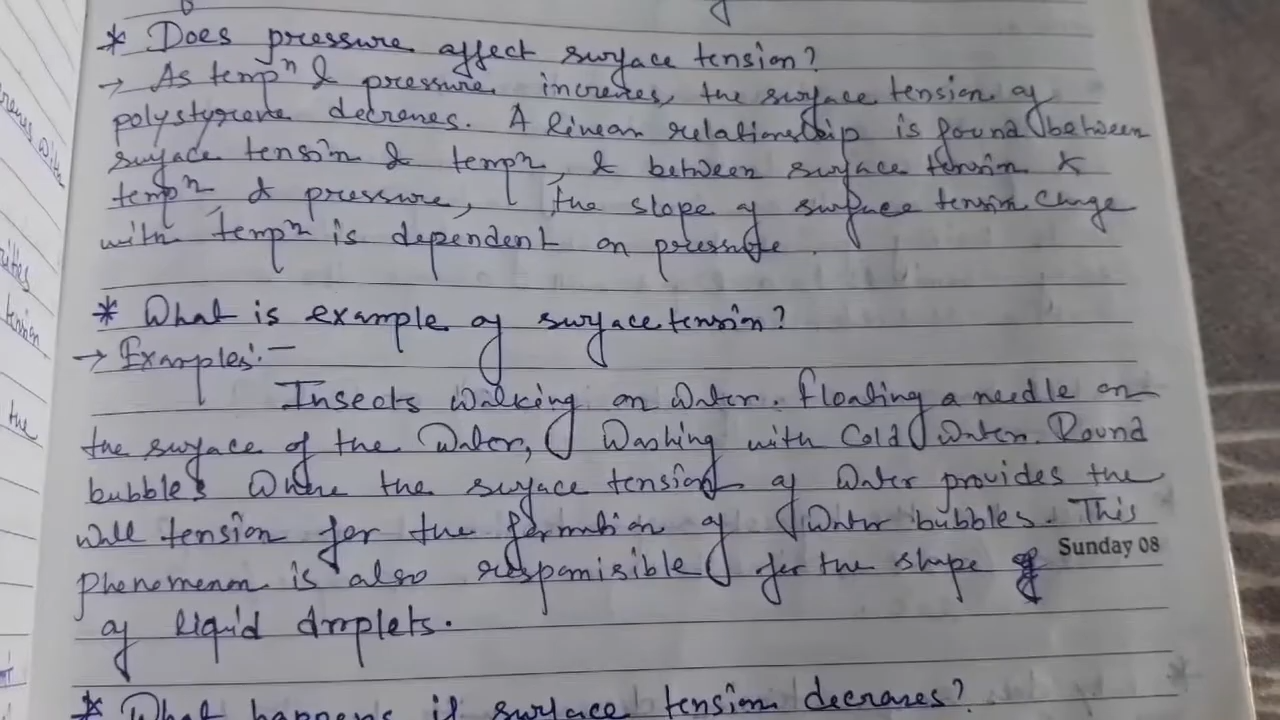 * Does pressure affect surface tension?
→ As tempⁿ & pressure increases, the surface tension of
polystyrene decreases. A linear relationship is found between
surface tension & tempⁿ, & between surface tension &
tempⁿ & pressure, the slope of surface tension change
with tempⁿ is dependent on pressure.
* What is example of surface tension?
→ Examples:-
Insects walking on water. floating a needle on
the surface of the water, Washing with Cold water. Round
bubbles Where the surface tension of water provides the
wall tension for the formation of water bubbles. This
Sunday 08
phenomenon is also responisible for the shape
of liquid droplets.
* What happens if surface tension decrases?
the
tension